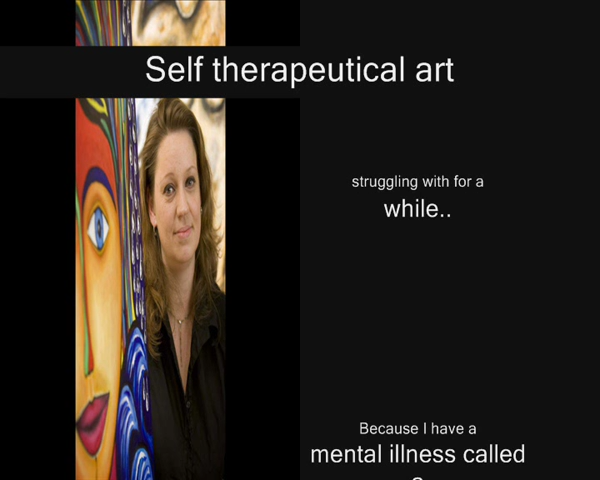 Self therapeutical art
struggling with for a
while..
Because I have a
mental illness called